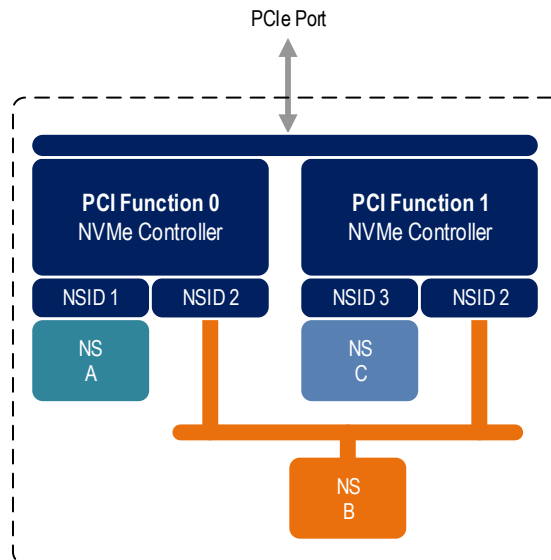 PCIe Port
PCI Function 0
NVMe Controller
PCI Function 1
NVMe Controller
NSID 1
NSID 2
NSID 3
NSID 2
NS
A
NS
C
NS
B